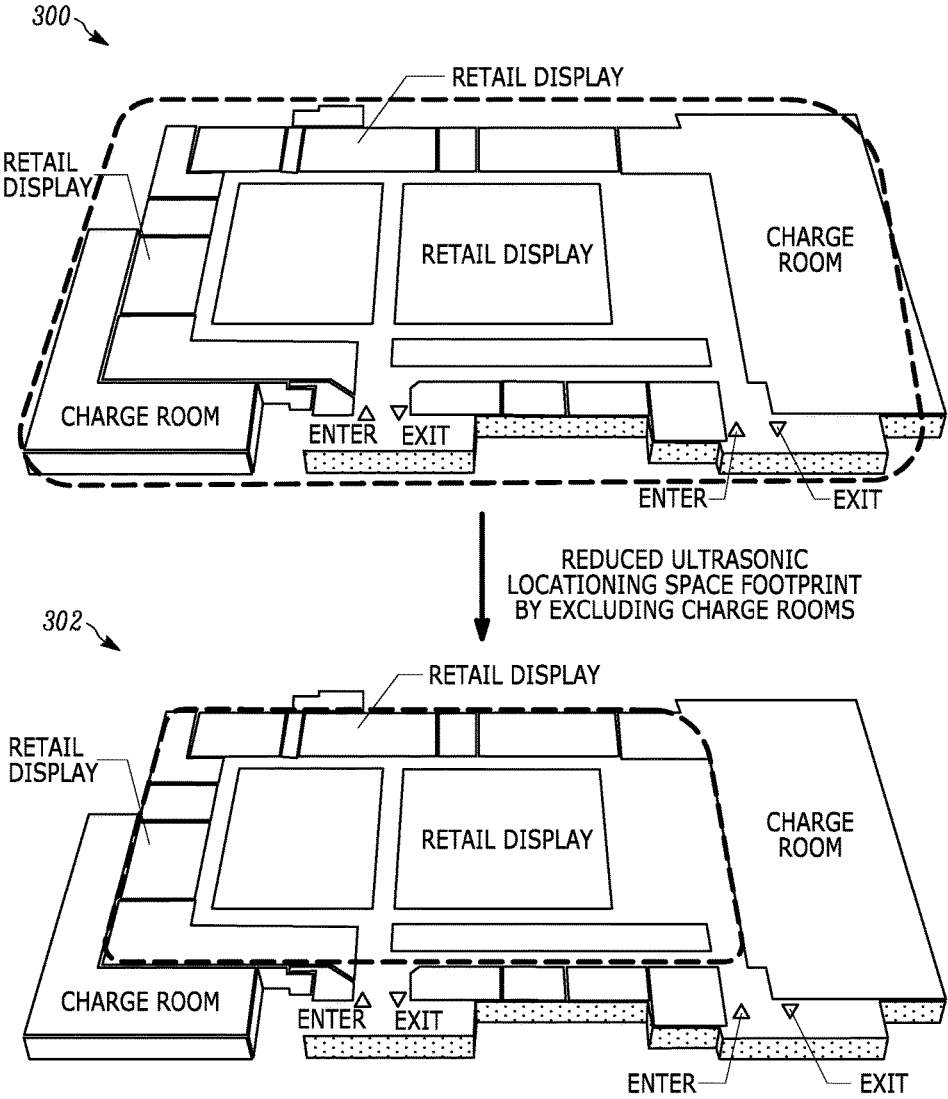 300
RETAIL DISPLAY
RETAIL
DISPLAY
RETAIL DISPLAY
CHARGE
ROOM
CHARGE ROOM
ENTER
EXIT
ENTER
EXIT
REDUCED ULTRASONIC
LOCATIONING SPACE FOOTPRINT
BY EXCLUDING CHARGE ROOMS
302
RETAIL DISPLAY
RETAIL
DISPLAY
RETAIL DISPLAY
CHARGE
ROOM
CHARGE ROOM
ENTER
EXIT
ENTER
EXIT